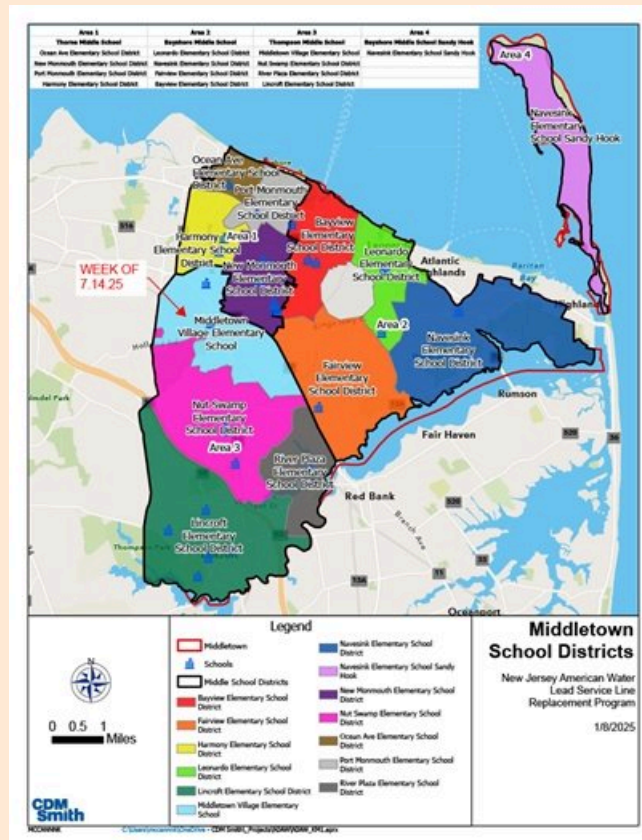 Area 1
Area 2
Area 3
Area 4
Thorne Middle School
Bayshore Middle School
Thompson Middle School
Bayshore Middle School Sandy Hook
Ocean Ave Elementary School District
Leonardo Elementary School District
Middletown Village Elementary School
Navesink Elementary School Sandy Hook
New Monmouth Elementary School District
Navesink Elementary School District
Nut Swamp Elementary School District
Port Monmouth Elementary School District
Fairview Elementary School District
River Plaza Elementary School District
Harmony Elementary School District
Bayview Elementary School District
Lincroft Elementary School District
Area 4
Navesink
Elementary
School Sandy Hook
Ocean Ave
Elementary School
District
Port Monmouth
Elementary
School District
Bayview
Elementary
School District
Harmony
Elementary School
District
Area 1
Leonardo
Elementary
School District
Atlantic
Highlands
Raritan
Bay
New Monmouth
Elementary
School District
WEEK OF
7.14.25
Middletown
Village Elementary
School
Area 2
Navesink
Elementary
School District
Fairview
Elementary
School District
Rumson
Nut Swamp
Elementary
School District
Area 3
Fair Haven
River Plaza
Elementary
School District
Red Bank
Lincroft
Elementary
School District
Branch Ave
Oceanport
516
520
520
36
35
11
Legend
Middletown
Schools
Middle School Districts
Bayview Elementary School
District
Fairview Elementary School
District
Harmony Elementary School
District
Leonardo Elementary School
District
Lincroft Elementary School
District
Middletown Village Elementary
School
Navesink Elementary School
District
Navesink Elementary School Sandy
Hook
New Monmouth Elementary School
District
Nut Swamp Elementary School
District
Ocean Ave Elementary School
District
Port Monmouth Elementary School
District
River Plaza Elementary School
District
N
0 0.5 1
Miles
Middletown
School Districts
New Jersey American Water
Lead Service Line
Replacement Program
1/8/2025
CDM
Smith